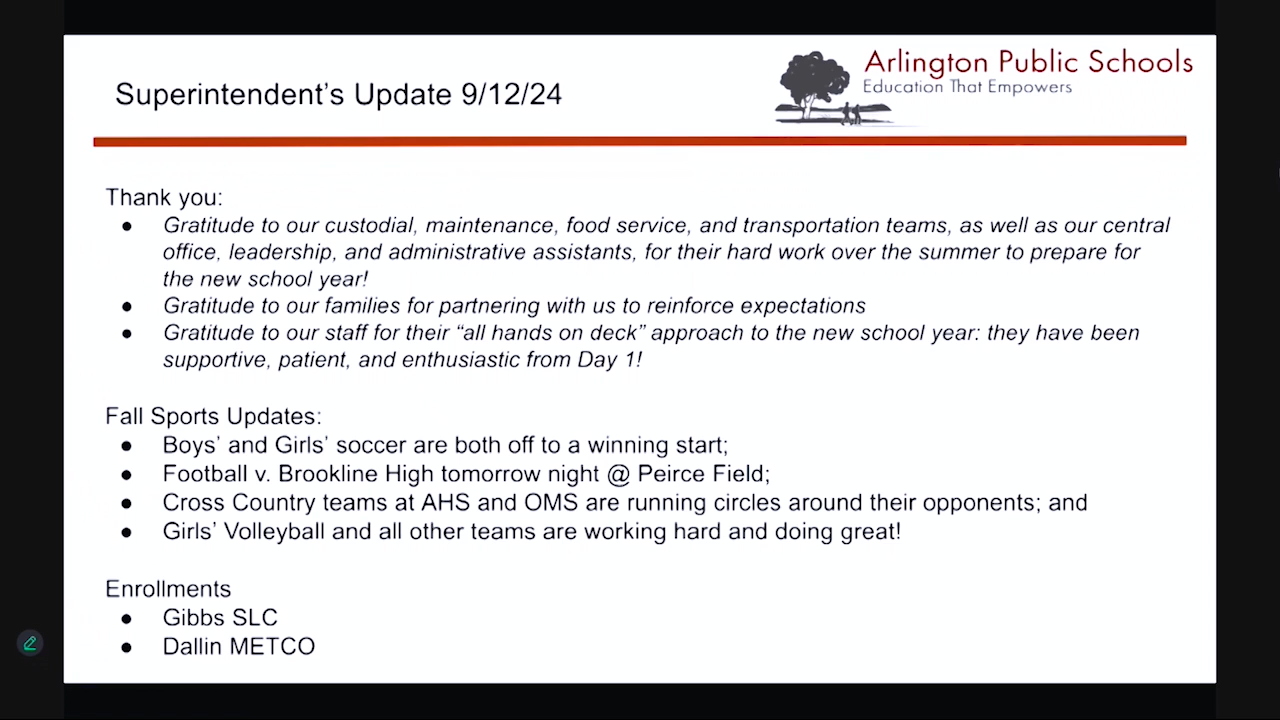 Superintendent's Update 9/12/24
Arlington Public Schools
Education That Empowers
Thank you:
● Gratitude to our custodial, maintenance, food service, and transportation teams, as well as our central
office, leadership, and administrative assistants, for their hard work over the summer to prepare for
the new school year!
● Gratitude to our families for partnering with us to reinforce expectations
● Gratitude to our staff for their “all hands on deck” approach to the new school year: they have been
supportive, patient, and enthusiastic from Day 1!
Fall Sports Updates:
● Boys’ and Girls’ soccer are both off to a winning start;
● Football v. Brookline High tomorrow night @ Peirce Field;
● Cross Country teams at AHS and OMS are running circles around their opponents; and
● Girls’ Volleyball and all other teams are working hard and doing great!
Enrollments
● Gibbs SLC
● Dallin METCO